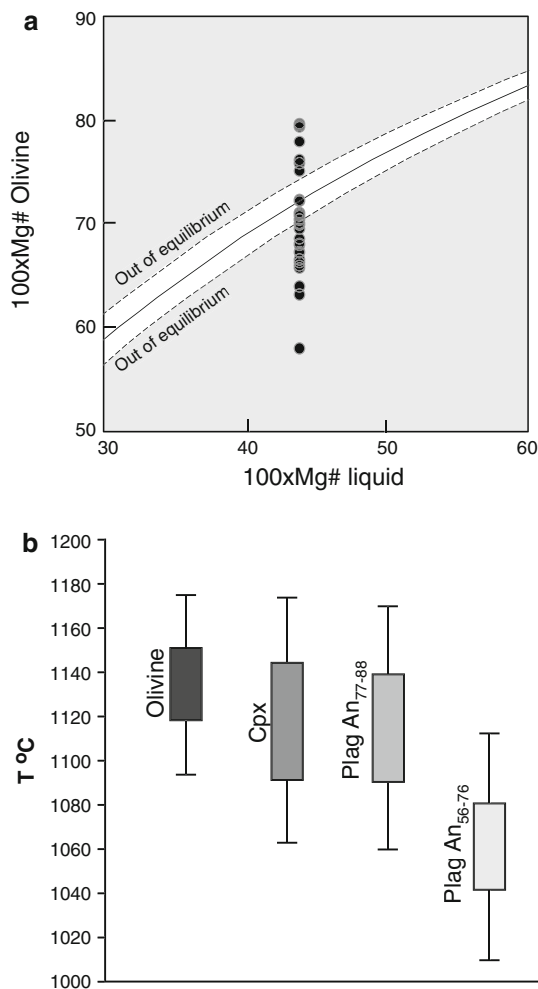 a
90
80
70
60
50
100xMg# Olivine
Out of equilibrium
Out of equilibrium
30
40
50
60
100xMg# liquid
b
1200
1180
1160
1140
1120
1100
1080
1060
1040
1020
1000
T ºC
Olivine
Cpx
Plag An77-88
Plag An56-76